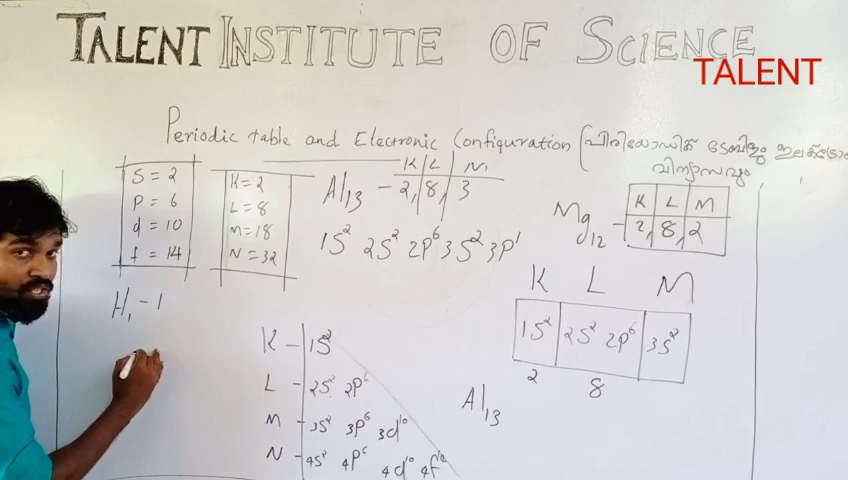 TALENT INSTITUTE OF SCIENCE
TALENT
Periodic table and Electronic Configuration (പിരിയോഡിക് ടേബിളും ഇലക്ട്രോ
വിന്യാസവും
S = 2
P = 6
d = 10
f = 14
K = 2
L = 8
M = 18
N = 32
K L M
Al₁₃ – 2, 8, 3
1S² 2S² 2P⁶ 3S² 3P¹
K L M
Mg₁₂ – 2, 8, 2
K L M
1S² 2S² 2P⁶ 3S²
2 8
H₁ – 1
K – 1S²
L – 2S² 2P⁶
M – 3S² 3P⁶ 3d¹⁰
N – 4S² 4P⁶ 4d¹⁰ 4f¹⁴
Al₁₃